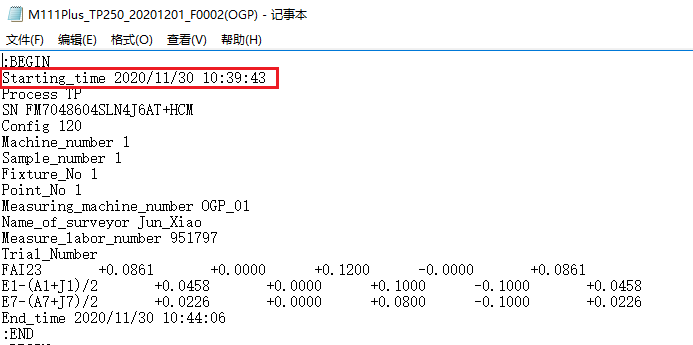 M111Plus_TP250_20201201_F0002(OGP) - 记事本
文件(F) 编辑(E) 格式(O) 查看(V) 帮助(H)
:BEGIN
Starting_time 2020/11/30 10:39:43
Process TP
SN FM7048604SLN4J6AT+HCM
Config 120
Machine_number 1
Sample_number 1
Fixture_No 1
Point_No 1
Measuring_machine_number OGP_01
Name_of_surveyor Jun_Xiao
Measure_labor_number 951797
Trial_Number
FAI23 +0.0861 +0.0000 +0.1200 -0.0000 +0.0861
E1-(A1+J1)/2 +0.0458 +0.0000 +0.1000 -0.1000 +0.0458
E7-(A7+J7)/2 +0.0226 +0.0000 +0.0800 -0.1000 +0.0226
End_time 2020/11/30 10:44:06
:END